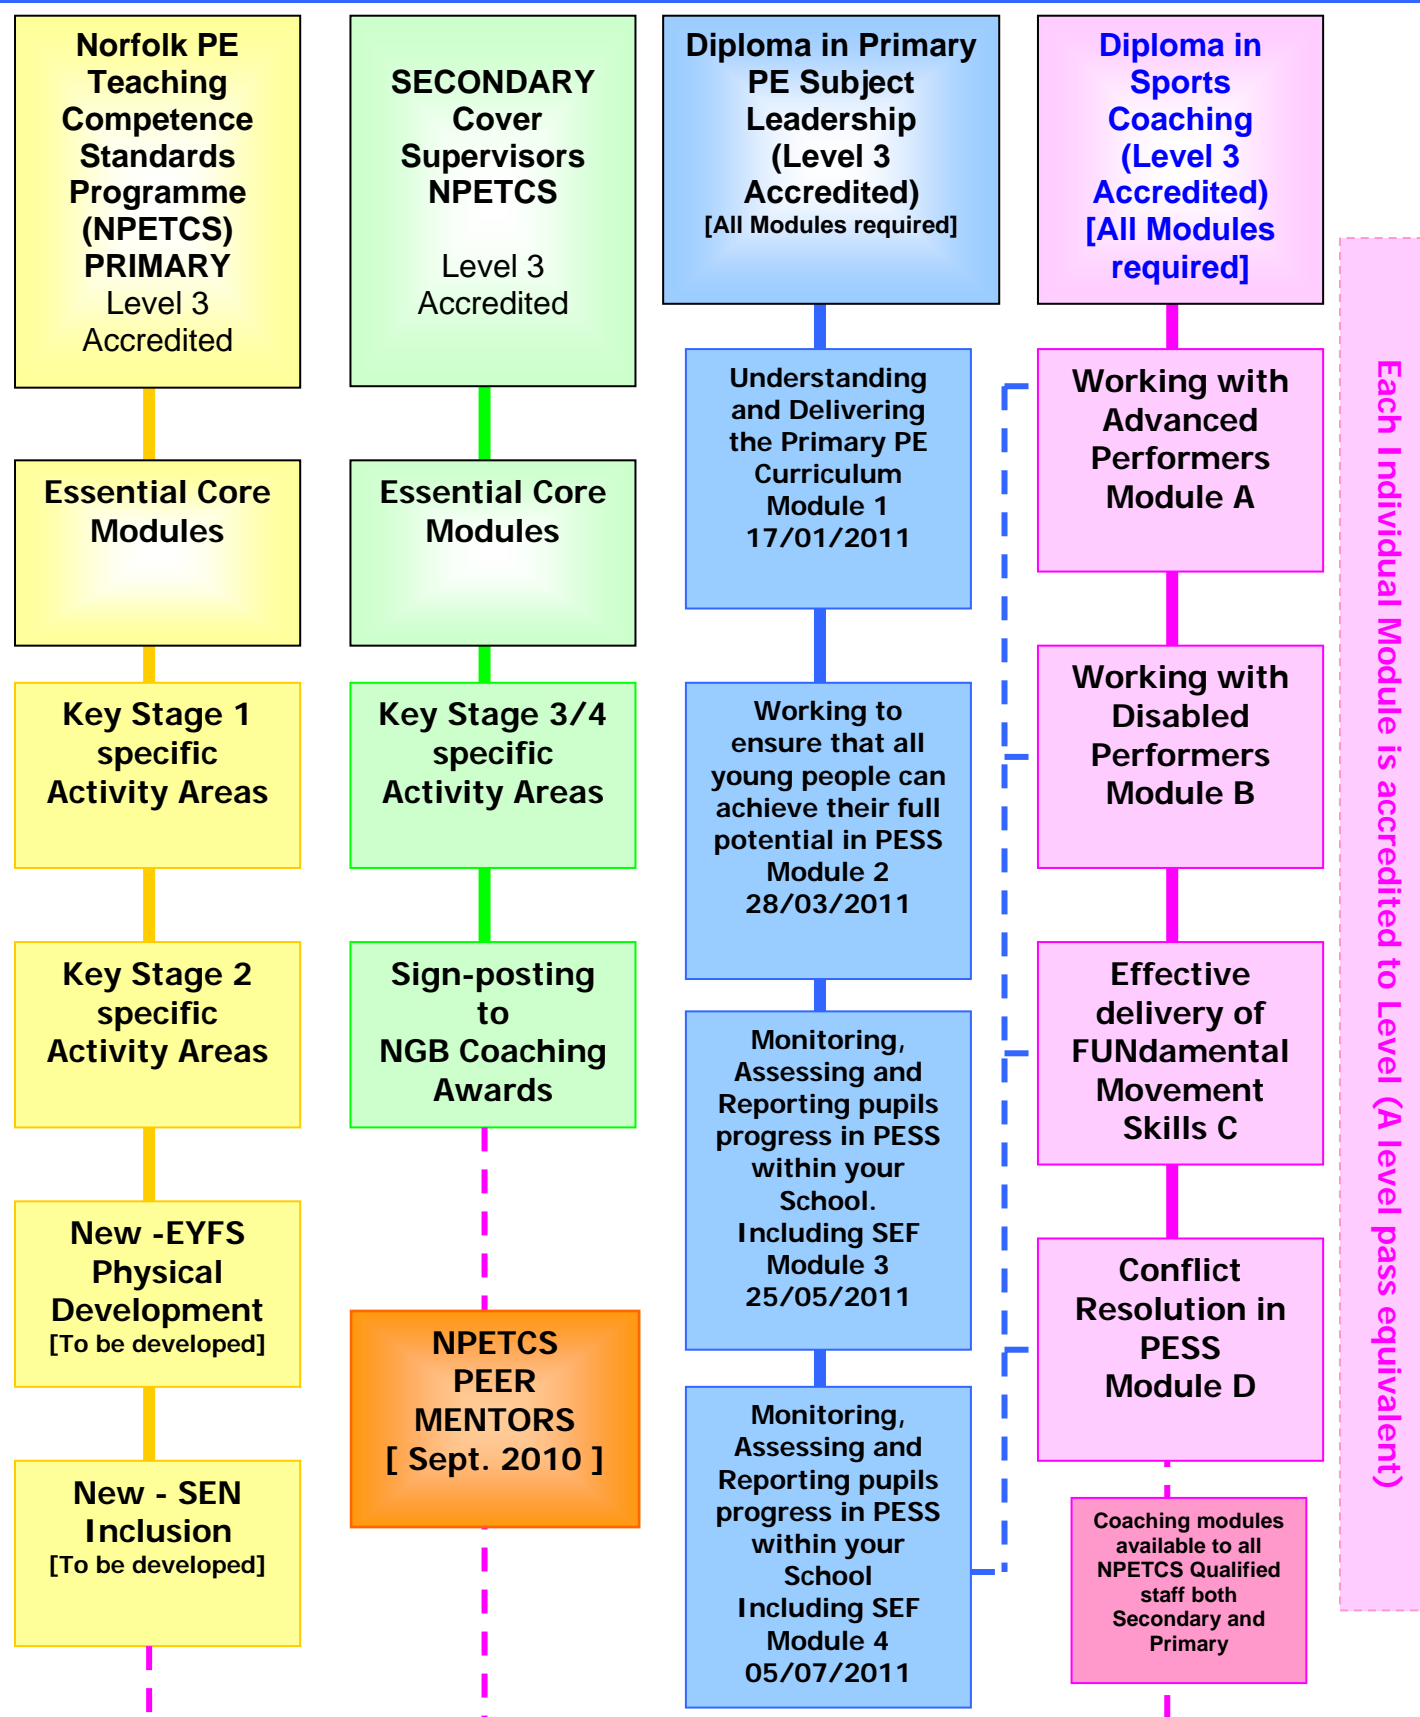 Norfolk PE
Teaching
Competence
Standards
Programme
(NPETCS)
PRIMARY
Level 3
Accredited
Essential Core
Modules
Key Stage 1
specific
Activity Areas
Key Stage 2
specific
Activity Areas
New -EYFS
Physical
Development
[To be developed]
New - SEN
Inclusion
[To be developed]
SECONDARY
Cover
Supervisors
NPETCS
Level 3
Accredited
Essential Core
Modules
Key Stage 3/4
specific
Activity Areas
Sign-posting
to
NGB Coaching
Awards
NPETCS
PEER
MENTORS
[ Sept. 2010 ]
Diploma in Primary
PE Subject
Leadership
(Level 3
Accredited)
[All Modules required]
Understanding
and Delivering
the Primary PE
Curriculum
Module 1
17/01/2011
Working to
ensure that all
young people can
achieve their full
potential in PESS
Module 2
28/03/2011
Monitoring,
Assessing and
Reporting pupils
progress in PESS
within your
School.
Including SEF
Module 3
25/05/2011
Monitoring,
Assessing and
Reporting pupils
progress in PESS
within your
School
Including SEF
Module 4
05/07/2011
Diploma in
Sports
Coaching
(Level 3
Accredited)
[All Modules
required]
Working with
Advanced
Performers
Module A
Working with
Disabled
Performers
Module B
Effective
delivery of
FUNdamental
Movement
Skills C
Conflict
Resolution in
PESS
Module D
Coaching modules
available to all
NPETCS Qualified
staff both
Secondary and
Primary
Each Individual Module is accredited to Level (A level pass equivalent)